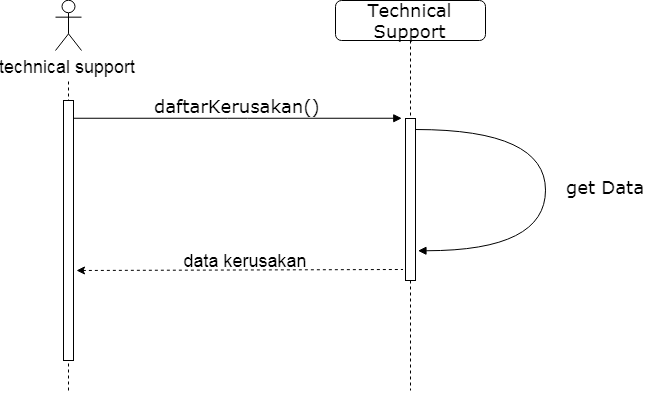 Technical
Support
technical support
daftarKerusakan()
get Data
data kerusakan